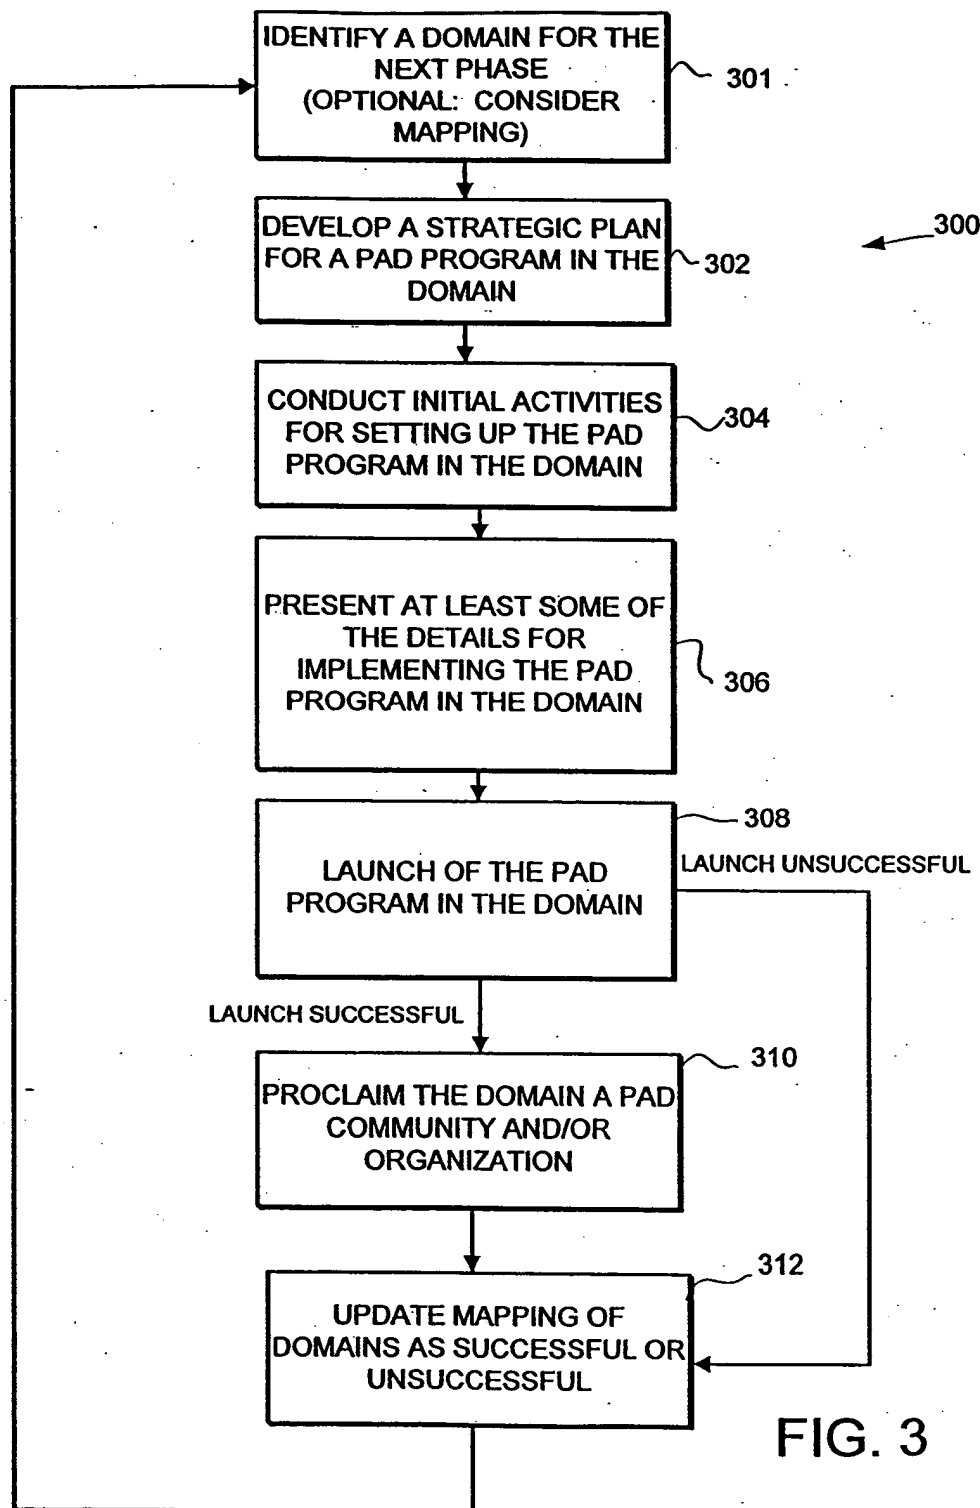 IDENTIFY A DOMAIN FOR THE
NEXT PHASE
(OPTIONAL: CONSIDER
MAPPING)
301
300
DEVELOP A STRATEGIC PLAN
FOR A PAD PROGRAM IN THE
DOMAIN
302
CONDUCT INITIAL ACTIVITIES
FOR SETTING UP THE PAD
PROGRAM IN THE DOMAIN
304
PRESENT AT LEAST SOME OF
THE DETAILS FOR
IMPLEMENTING THE PAD
PROGRAM IN THE DOMAIN
306
308
LAUNCH OF THE PAD
PROGRAM IN THE DOMAIN
LAUNCH UNSUCCESSFUL
LAUNCH SUCCESSFUL
310
PROCLAIM THE DOMAIN A PAD
COMMUNITY AND/OR
ORGANIZATION
312
UPDATE MAPPING OF
DOMAINS AS SUCCESSFUL OR
UNSUCCESSFUL
FIG. 3